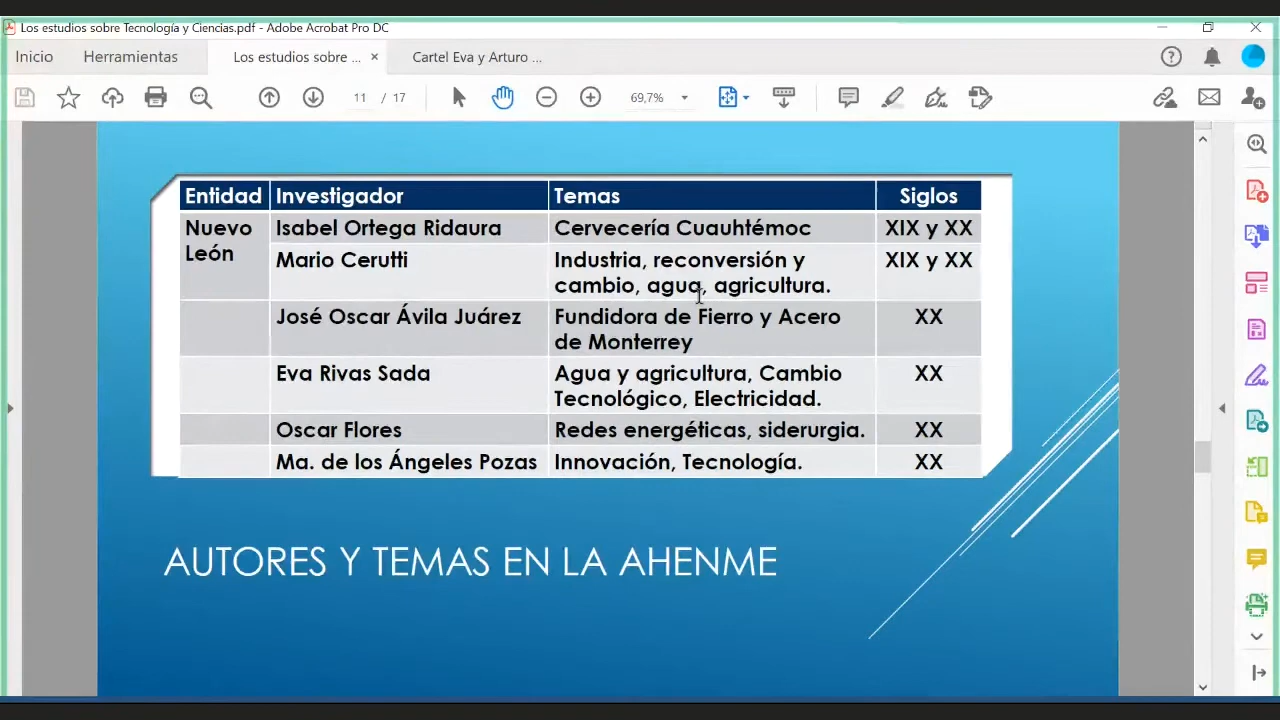 Los estudios sobre Tecnología y Ciencias.pdf - Adobe Acrobat Pro DC
Inicio Herramientas Los estudios sobre ... × Cartel Eva y Arturo ...
11 / 17 69,7%
Entidad Investigador Temas Siglos
Nuevo León Isabel Ortega Ridaura Cervecería Cuauhtémoc XIX y XX
Mario Cerutti Industria, reconversión y XIX y XX
cambio, agua, agricultura.
José Oscar Ávila Juárez Fundidora de Fierro y Acero XX
de Monterrey
Eva Rivas Sada Agua y agricultura, Cambio XX
Tecnológico, Electricidad.
Oscar Flores Redes energéticas, siderurgia. XX
Ma. de los Ángeles Pozas Innovación, Tecnología. XX
AUTORES Y TEMAS EN LA AHENME